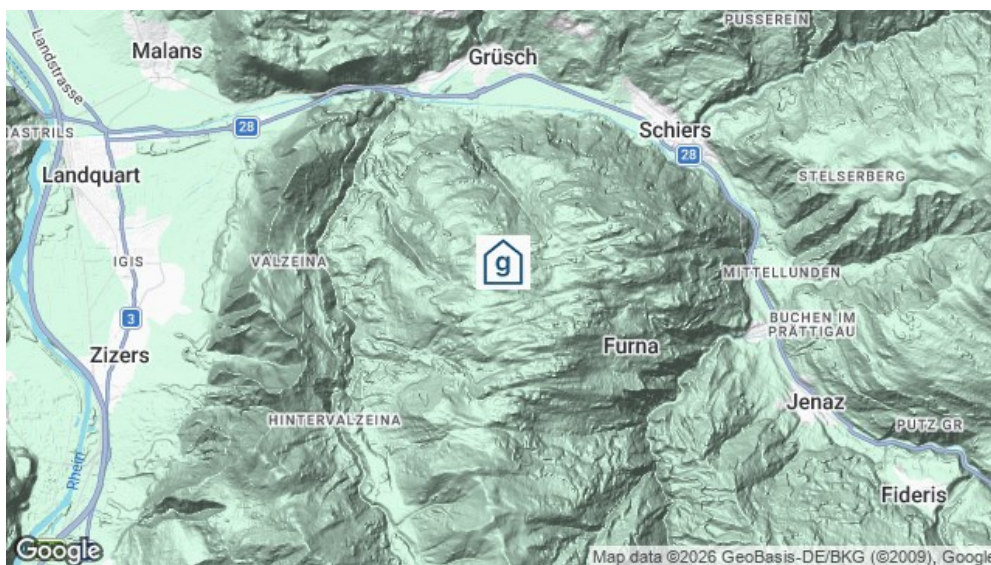 PUSSEREIN
Malans
Grüsch
Landstrasse
28
MASTRILS
Schiers
28
Landquart
STELSERBERG
IGIS
VALZEINA
g
MITTELLUNDEN
3
BUCHEN IM
PRÄTTIGAU
Zizers
Furna
Jenaz
HINTERVALZEINA
PUTZ GR
Rhein
Fideris
Google
Map data ©2026 GeoBasis-DE/BKG (©2009), Google